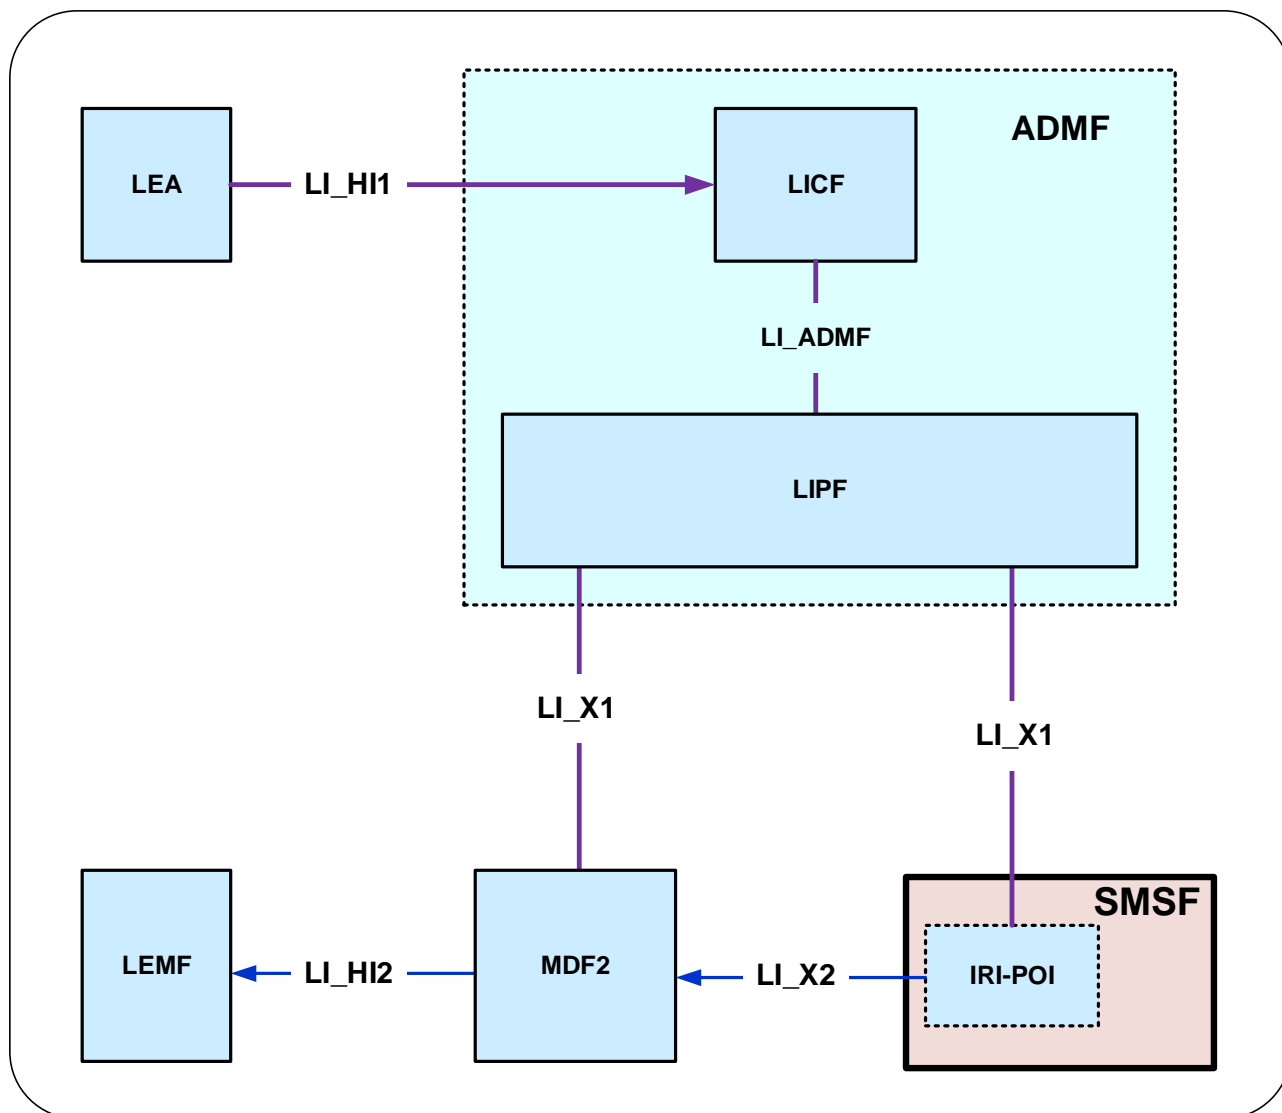 ADMF
LEA
LI_HI1
LICF
LI_ADMF
LIPF
LI_X1
LI_X1
SMSF
LEMF
LI_HI2
MDF2
LI_X2
IRI-POI